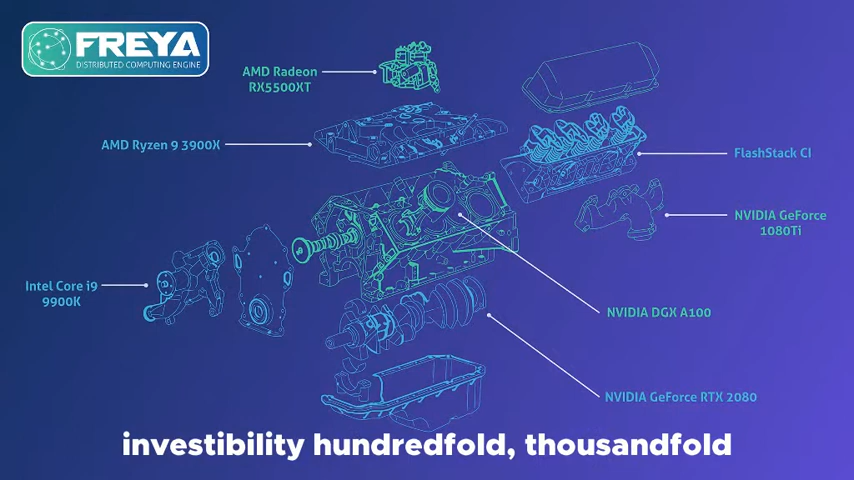 FREYA
DISTRIBUTED COMPUTING ENGINE
AMD Radeon
RX5500XT
AMD Ryzen 9 3900X
FlashStack CI
NVIDIA GeForce
1080Ti
Intel Core i9
9900K
NVIDIA DGX A100
NVIDIA GeForce RTX 2080
investibility hundredfold, thousandfold